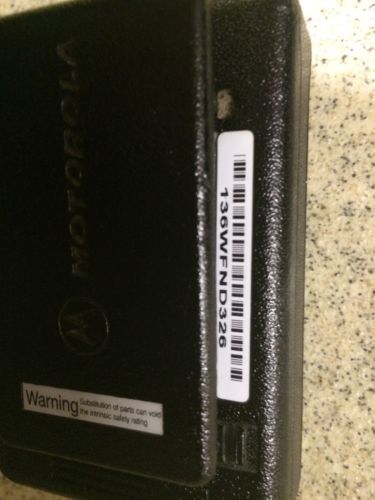 MOTOROLA
136WFND326
Warning
Substitution of parts can void
the intrinsic safety rating